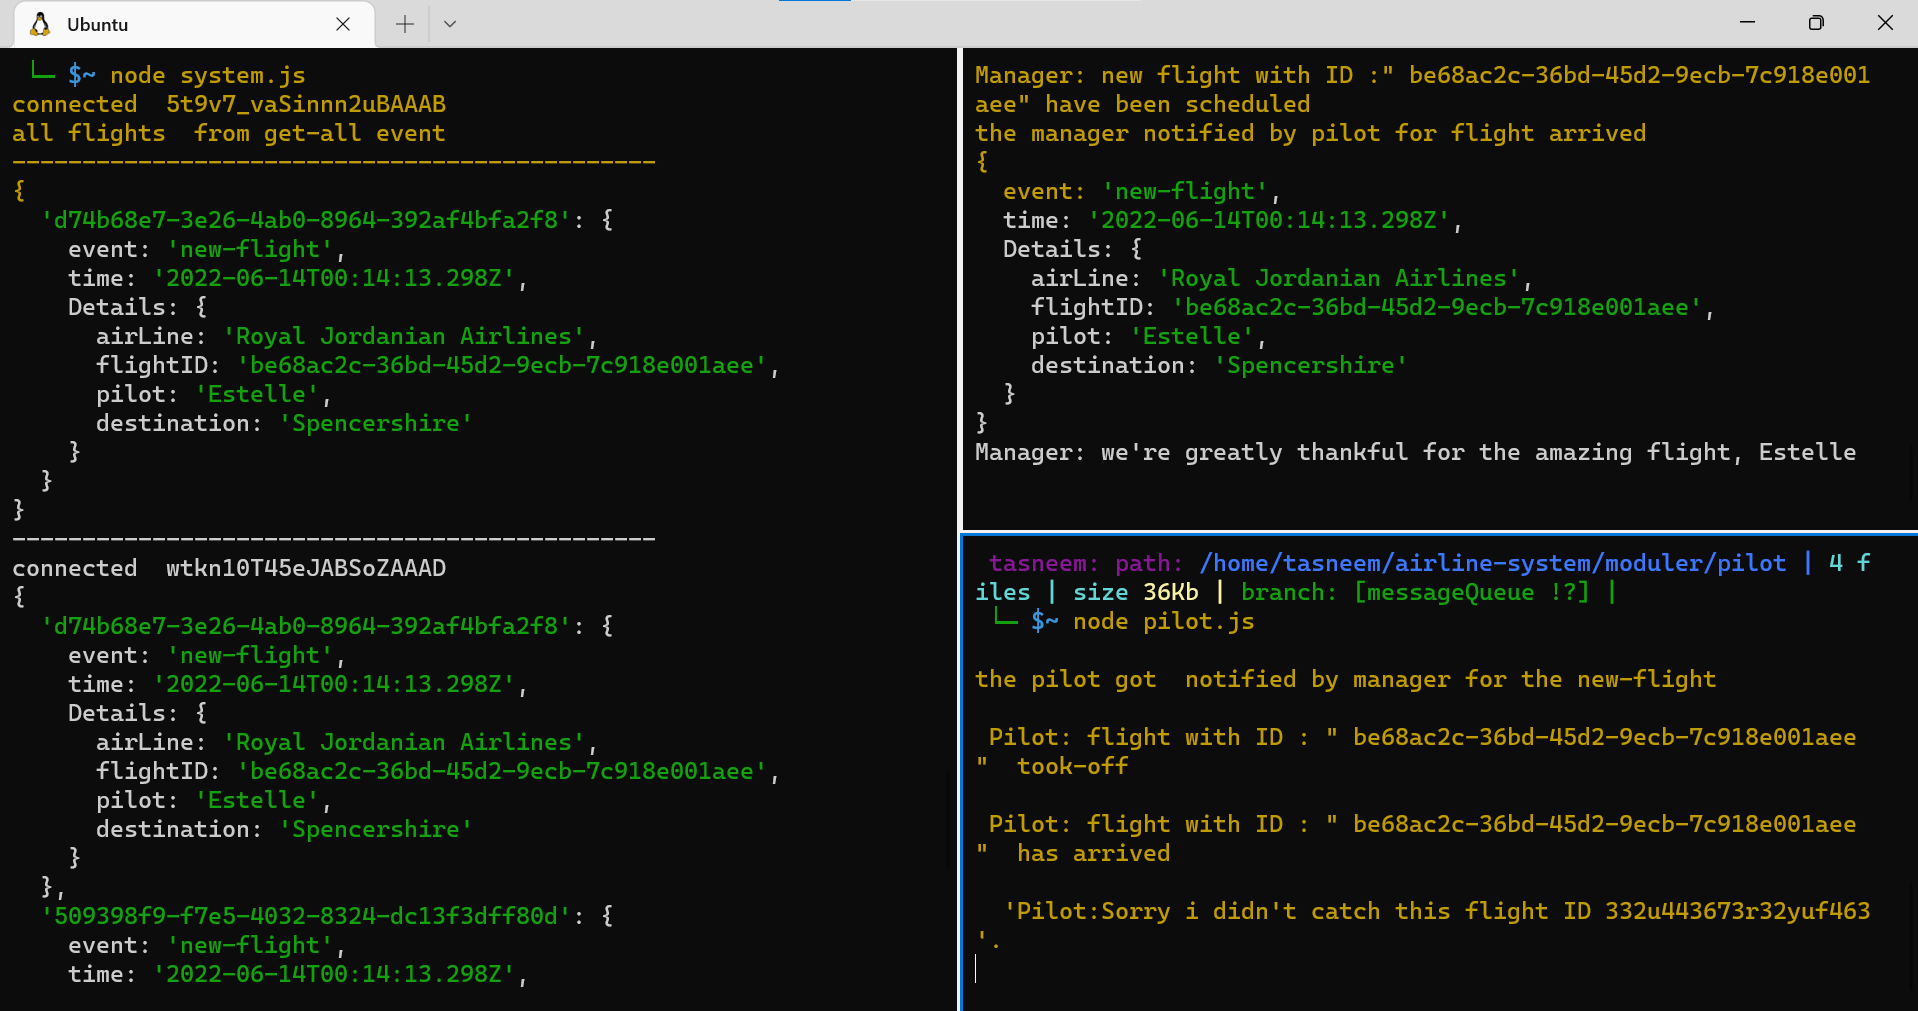 Ubuntu
└─ $~ node system.js
connected  5t9v7_vaSinnn2uBAAAB
all flights  from get-all event
----------------------------------------------
{
  'd74b68e7-3e26-4ab0-8964-392af4bfa2f8': {
    event: 'new-flight',
    time: '2022-06-14T00:14:13.298Z',
    Details: {
      airLine: 'Royal Jordanian Airlines',
      flightID: 'be68ac2c-36bd-45d2-9ecb-7c918e001aee',
      pilot: 'Estelle',
      destination: 'Spencershire'
    }
  }
}
----------------------------------------------
connected  wtkn10T45eJABSoZAAAD
{
  'd74b68e7-3e26-4ab0-8964-392af4bfa2f8': {
    event: 'new-flight',
    time: '2022-06-14T00:14:13.298Z',
    Details: {
      airLine: 'Royal Jordanian Airlines',
      flightID: 'be68ac2c-36bd-45d2-9ecb-7c918e001aee',
      pilot: 'Estelle',
      destination: 'Spencershire'
    }
  },
  '509398f9-f7e5-4032-8324-dc13f3dff80d': {
    event: 'new-flight',
    time: '2022-06-14T00:14:13.298Z',
Manager: new flight with ID :" be68ac2c-36bd-45d2-9ecb-7c918e001
aee" have been scheduled
the manager notified by pilot for flight arrived
{
  event: 'new-flight',
  time: '2022-06-14T00:14:13.298Z',
  Details: {
    airLine: 'Royal Jordanian Airlines',
    flightID: 'be68ac2c-36bd-45d2-9ecb-7c918e001aee',
    pilot: 'Estelle',
    destination: 'Spencershire'
  }
}
Manager: we're greatly thankful for the amazing flight, Estelle
tasneem: path: /home/tasneem/airline-system/moduler/pilot | 4 f
iles | size 36Kb | branch: [messageQueue !?] |
└─ $~ node pilot.js
the pilot got  notified by manager for the new-flight
Pilot: flight with ID : " be68ac2c-36bd-45d2-9ecb-7c918e001aee
"  took-off
Pilot: flight with ID : " be68ac2c-36bd-45d2-9ecb-7c918e001aee
"  has arrived
'Pilot:Sorry i didn't catch this flight ID 332u443673r32yuf463
'.